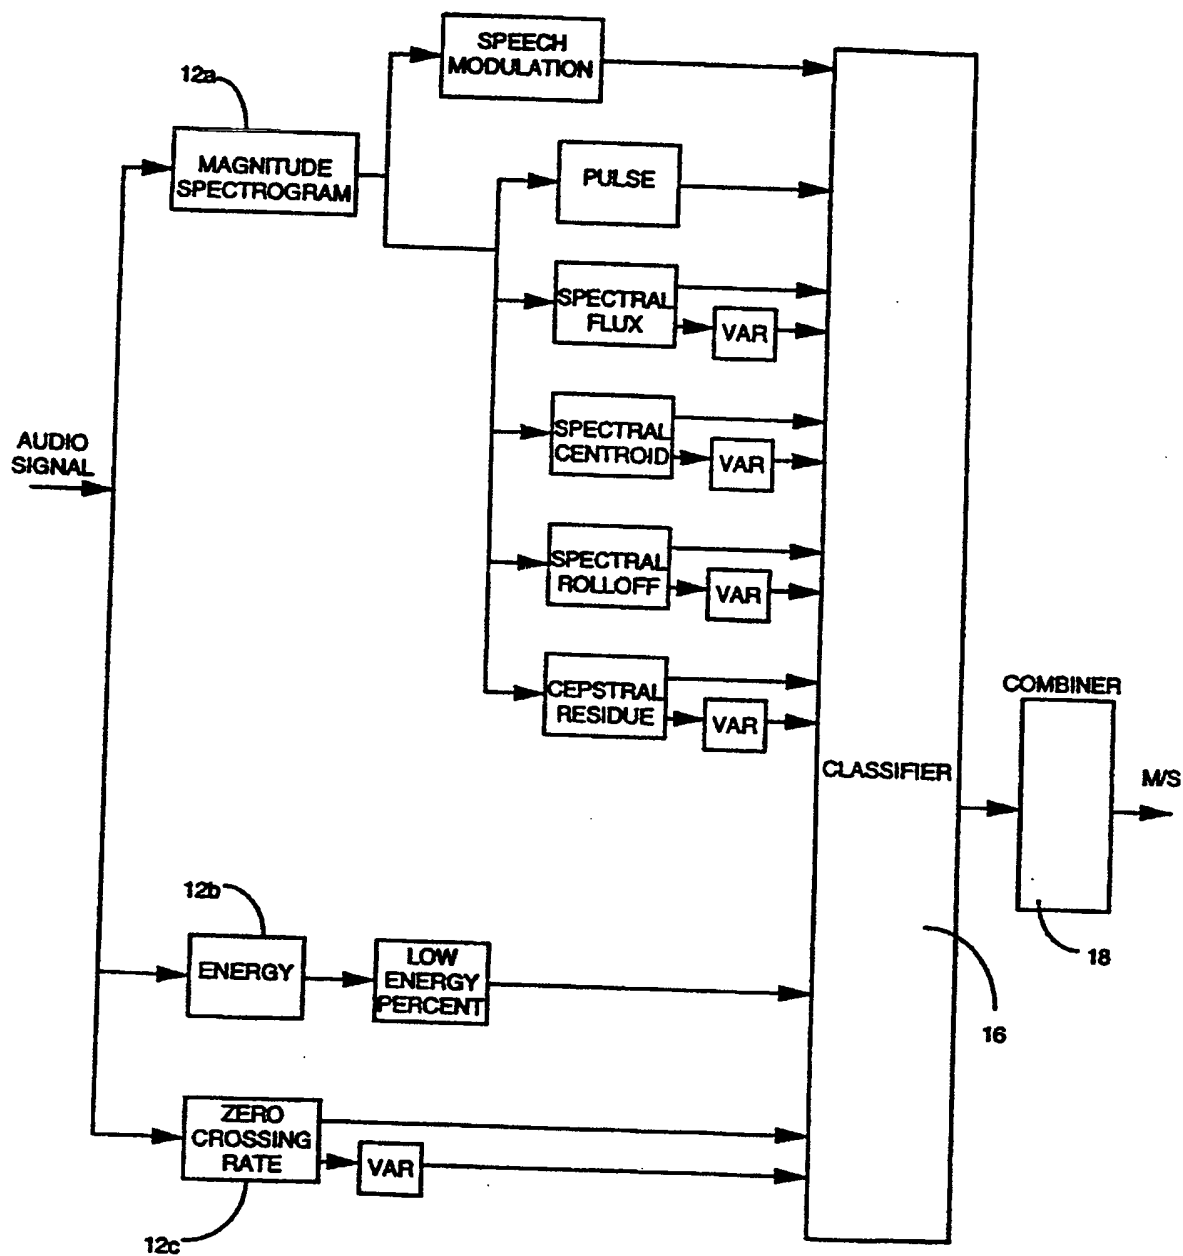 SPEECH
MODULATION
12a
MAGNITUDE
SPECTROGRAM
PULSE
SPECTRAL
FLUX
VAR
AUDIO
SIGNAL
SPECTRAL
CENTROID
VAR
SPECTRAL
ROLLOFF
VAR
CEPSTRAL
RESIDUE
VAR
CLASSIFIER
COMBINER
M/S
12b
ENERGY
LOW
ENERGY
PERCENT
18
16
ZERO
CROSSING
RATE
VAR
12c